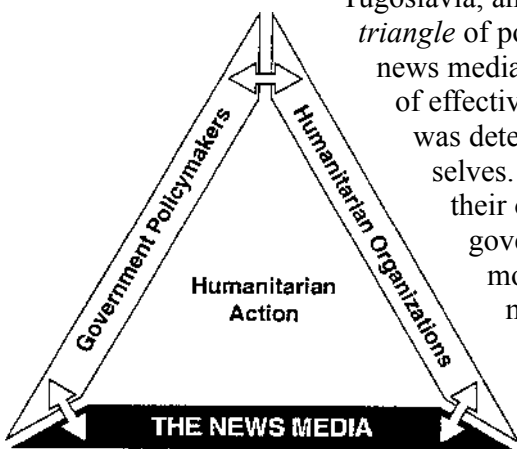 Yugoslavia, an
triangle of po
news media
of effectiv
was dete
selves.
their
gove
mo
Government Policymakers
Humanitarian Organizations
Humanitarian
Action
THE NEWS MEDIA